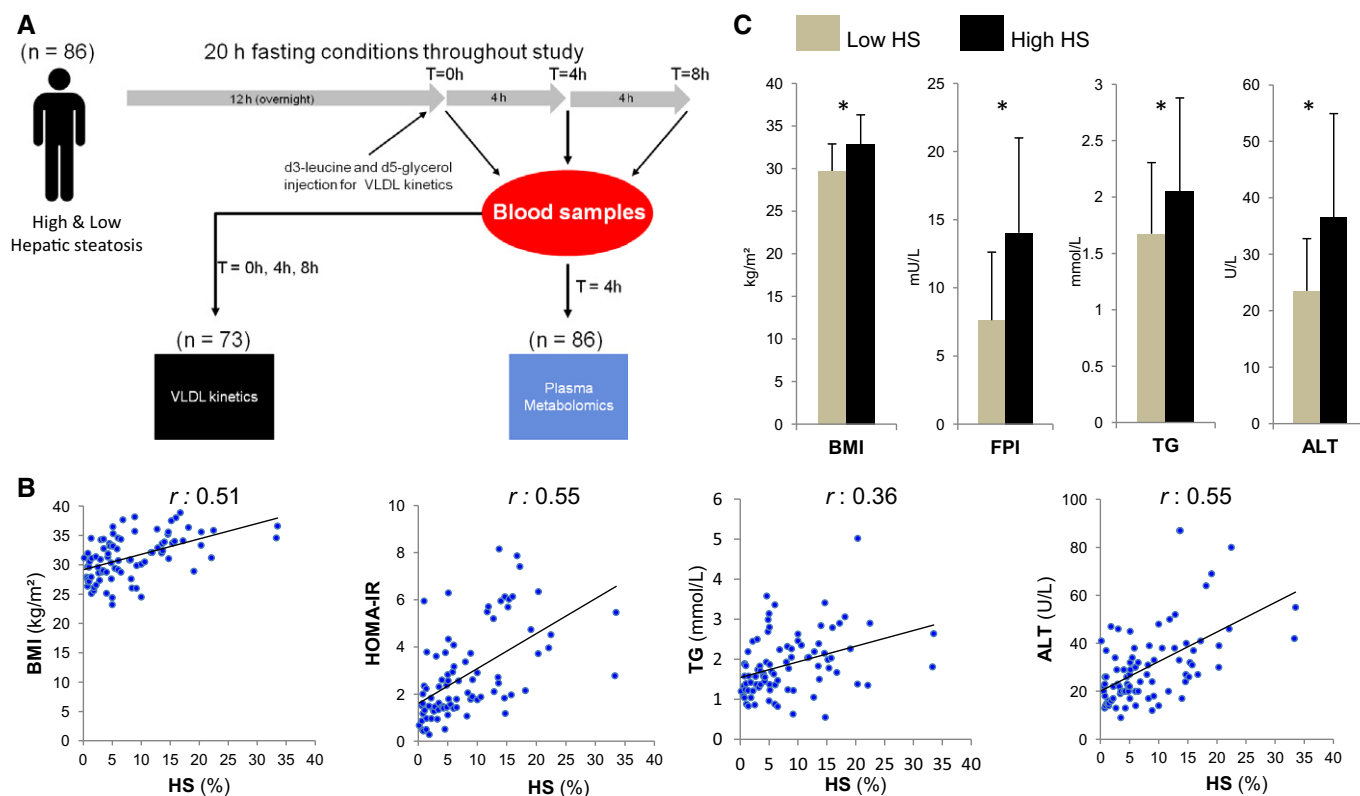 A
(n = 86)
20 h fasting conditions throughout study
T=0h
T=4h
T=8h
12 h (overnight)
4 h
4 h
d3-leucine and d5-glycerol
injection for VLDL kinetics
Blood samples
High & Low
Hepatic steatosis
T = 0h, 4h, 8h
T = 4h
(n = 73)
(n = 86)
VLDL kinetics
Plasma
Metabolomics
C
Low HS
High HS
kg/m²
40
35
30
25
20
15
10
5
0
*
BMI
mU/L
25
20
15
10
5
0
*
FPI
mmol/L
3
2.5
2
1.5
1
0.5
0
*
TG
U/L
60
50
40
30
20
10
0
*
ALT
B
r : 0.51
BMI (kg/m²)
40
35
30
25
20
15
10
5
0
0 5 10 15 20 25 30 35 40
HS (%)
r : 0.55
HOMA-IR
10
8
6
4
2
0
0 5 10 15 20 25 30 35 40
HS (%)
r : 0.36
TG (mmol/L)
6
5
4
3
2
1
0
0 5 10 15 20 25 30 35 40
HS (%)
r : 0.55
ALT (U/L)
100
80
60
40
20
0
0 5 10 15 20 25 30 35 40
HS (%)